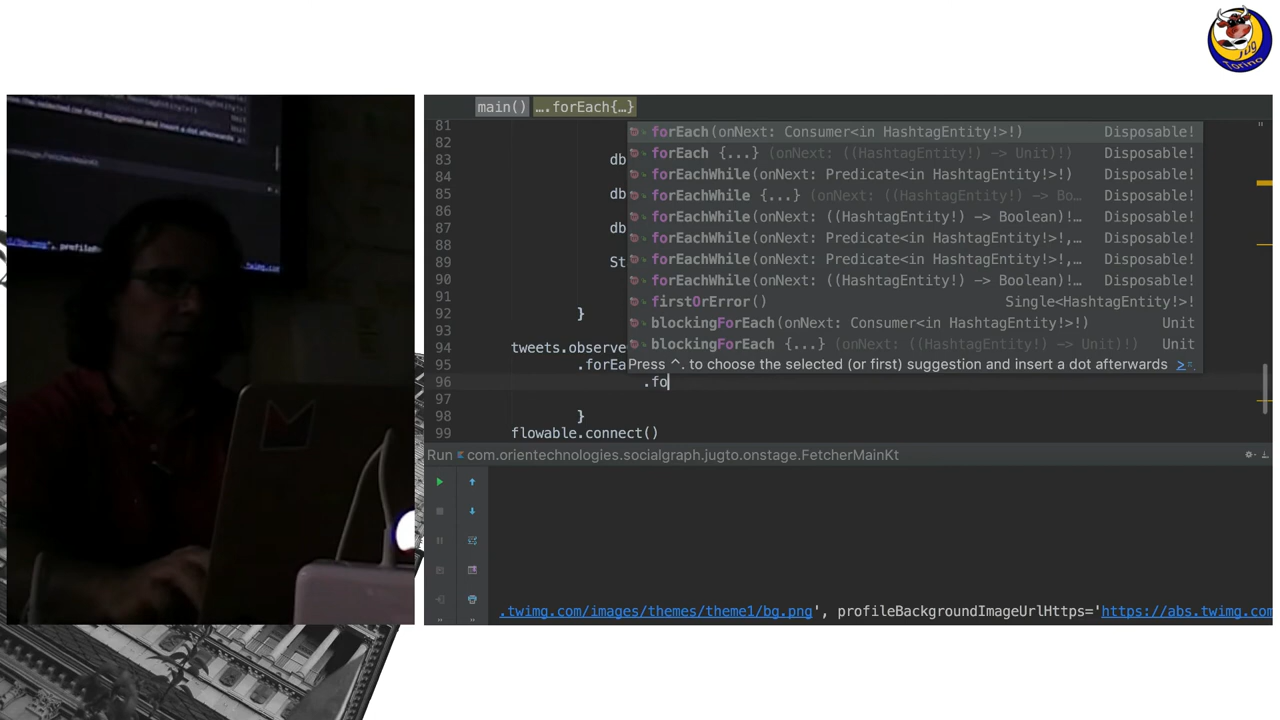 jug
Torino
main() ….forEach{…}
81
82
83 db
84
85 db
86
87 db
88
89 St
90
91
92 }
93
94 tweets.observe
95 .forEa
96 .fo
97
98 }
99 flowable.connect()
forEach(onNext: Consumer<in HashtagEntity!>!) Disposable!
forEach {...} (onNext: ((HashtagEntity!) -> Unit)!) Disposable!
forEachWhile(onNext: Predicate<in HashtagEntity!>!) Disposable!
forEachWhile {...} (onNext: ((HashtagEntity!) -> Bo… Disposable!
forEachWhile(onNext: ((HashtagEntity!) -> Boolean)!… Disposable!
forEachWhile(onNext: Predicate<in HashtagEntity!>!,… Disposable!
forEachWhile(onNext: Predicate<in HashtagEntity!>!,… Disposable!
forEachWhile(onNext: ((HashtagEntity!) -> Boolean)!… Disposable!
firstOrError() Single<HashtagEntity!>!
blockingForEach(onNext: Consumer<in HashtagEntity!>!) Unit
blockingForEach {...} (onNext: ((HashtagEntity!) -> Unit)!) Unit
Press ^. to choose the selected (or first) suggestion and insert a dot afterwards >≥
Run com.orientechnologies.socialgraph.jugto.onstage.FetcherMainKt
.twimg.com/images/themes/theme1/bg.png', profileBackgroundImageUrlHttps='https://abs.twimg.com